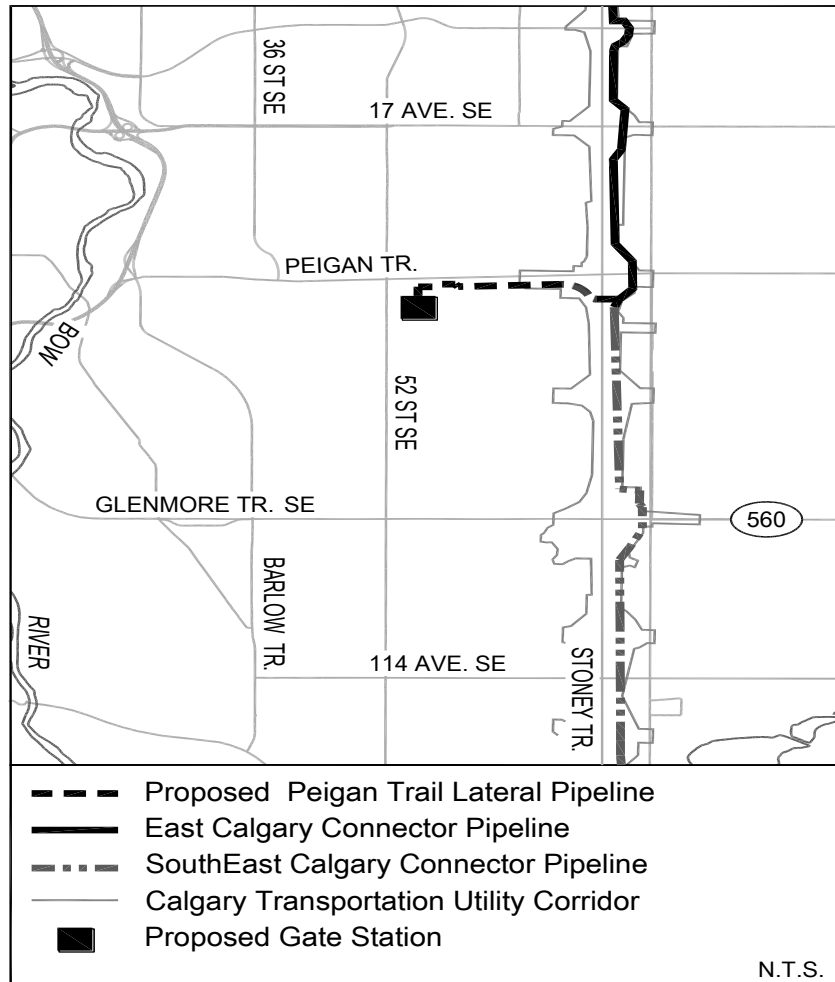 36 ST SE
17 AVE. SE
PEIGAN TR.
BOW
52 ST SE
GLENMORE TR. SE
560
BARLOW TR.
RIVER
114 AVE. SE
STONEY TR.
Proposed Peigan Trail Lateral Pipeline
East Calgary Connector Pipeline
SouthEast Calgary Connector Pipeline
Calgary Transportation Utility Corridor
Proposed Gate Station
N.T.S.